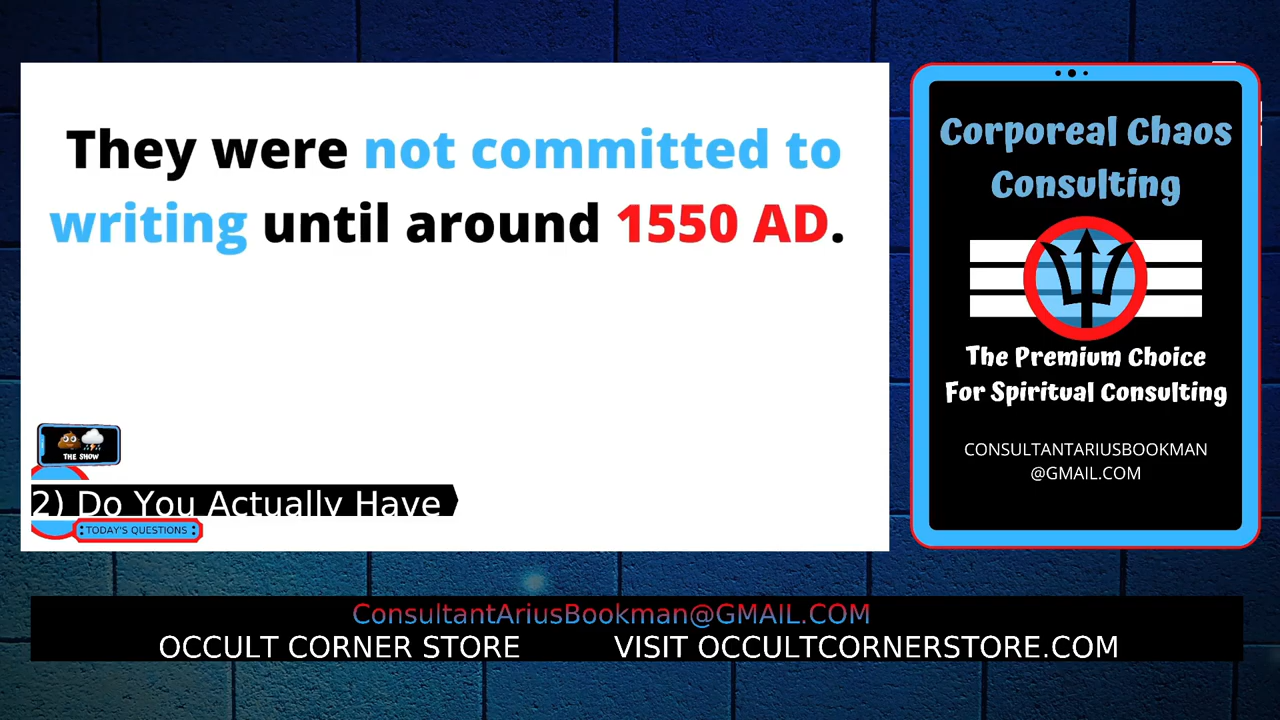 They were not committed to
writing until around 1550 AD.
THE SHOW
2) Do You Actually Have
TODAY'S QUESTIONS
Corporeal Chaos
Consulting
The Premium Choice
For Spiritual Consulting
CONSULTANTARIUSBOOKMAN
@GMAIL.COM
ConsultantAriusBookman@GMAIL.COM
OCCULT CORNER STORE VISIT OCCULTCORNERSTORE.COM